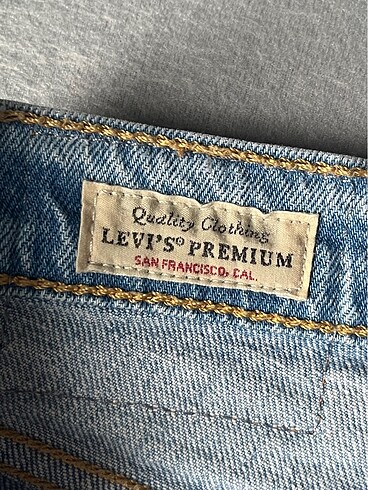 Quality Clothing
LEVI'S® PREMIUM
SAN FRANCISCO, CAL.